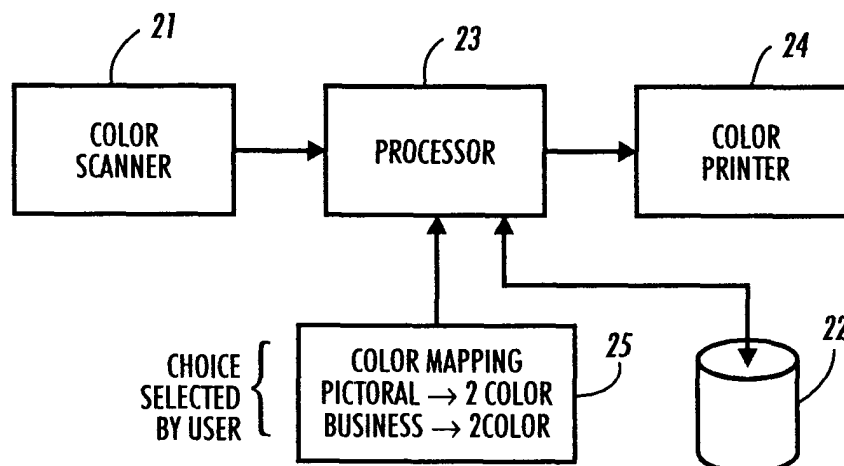 21
COLOR
SCANNER
23
PROCESSOR
24
COLOR
PRINTER
CHOICE
SELECTED
BY USER
COLOR MAPPING
PICTORAL → 2 COLOR
BUSINESS → 2COLOR
25
22